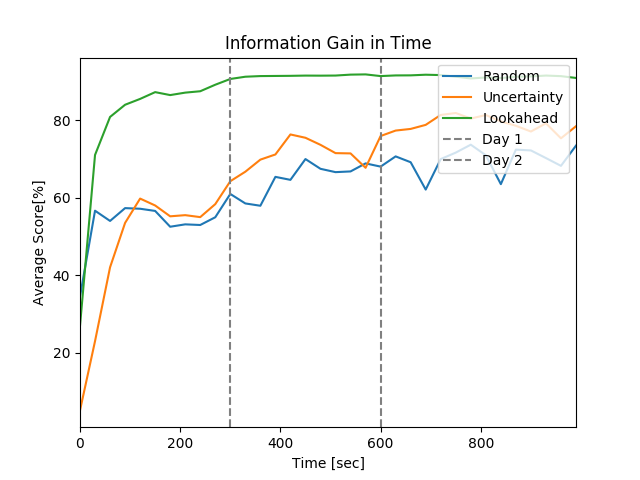 Information Gain in Time
Random
Uncertainty
Lookahead
Day 1
Day 2
Average Score[%]
80
60
40
20
0
200
400
600
800
Time [sec]